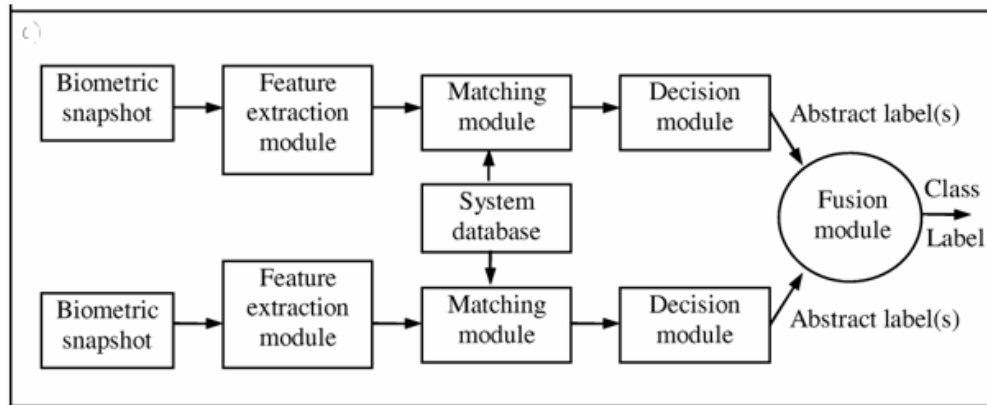 c)
Biometric
snapshot
Feature
extraction
module
Matching
module
Decision
module
Abstract label(s)
System
database
Fusion
module
Class
Label
Biometric
snapshot
Feature
extraction
module
Matching
module
Decision
module
Abstract label(s)